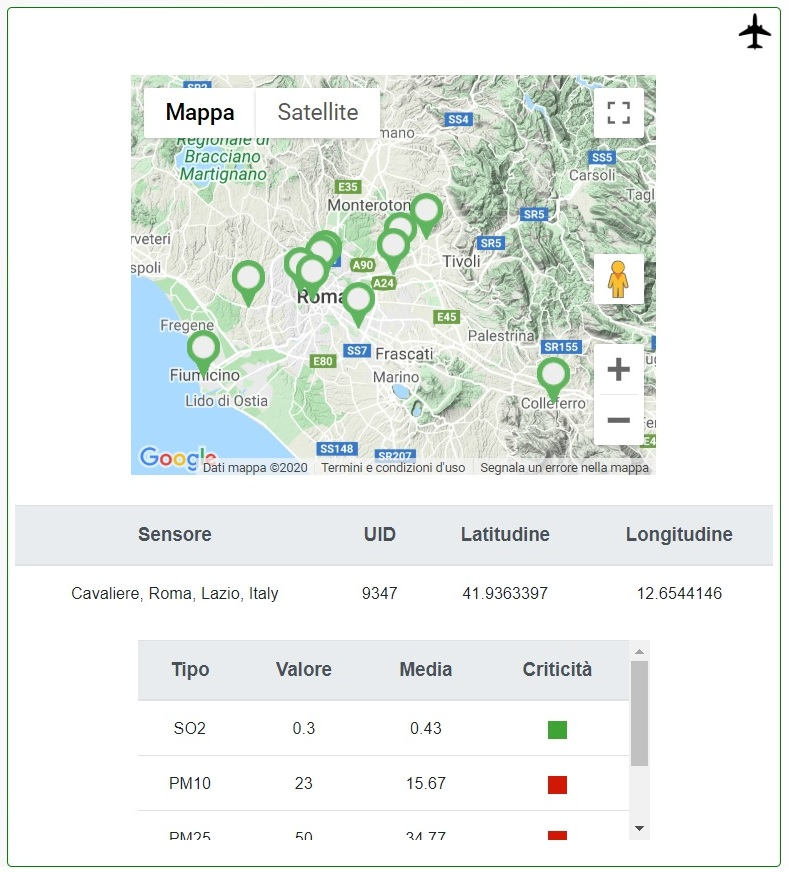 SR2
Mappa
Satellite
SS4
mano
Regionale di
Bracciano
Martignano
SS5
Carsoli
E35
Tagl
Monteroton
SR5
rveteri
SR5
spoli
A90
Tivoli
A24
Roma
E45
Fregene
Palestrina
SS7
Frascati
SR155
E80
Fiumicino
Marino
Lido di Ostia
Colleferro
SS148
SR207
Google
Dati mappa ©2020 Termini e condizioni d'uso Segnala un errore nella mappa
Sensore UID Latitudine Longitudine
Cavaliere, Roma, Lazio, Italy 9347 41.9363397 12.6544146
Tipo Valore Media Criticità
SO2 0.3 0.43
PM10 23 15.67
PM25 50 34.77